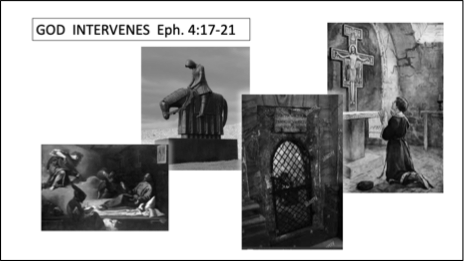 GOD INTERVENES Eph. 4:17-21